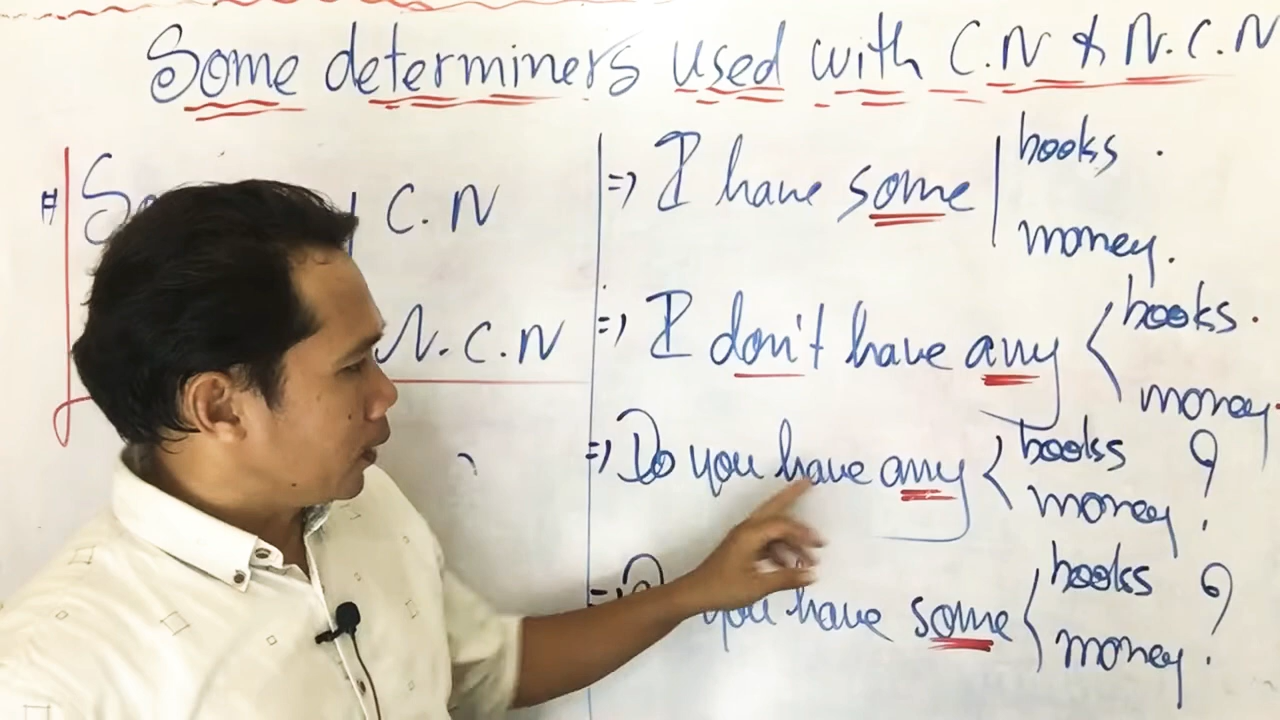 Some determiners used with C.N & N.C.N
# C.N
N.C.N
=> I have some books.
money.
=> I don't have any books.
money.
=> Do you have any books
money ?
=> you have some books
money ?